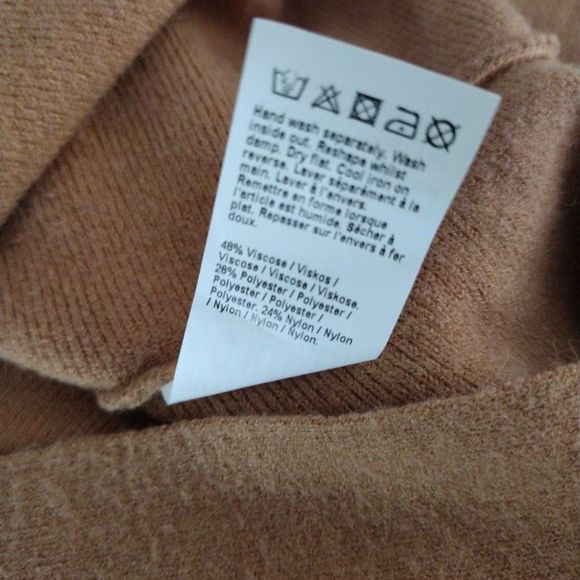 Hand wash separately. Wash
inside out. Reshape whilst
damp. Dry flat. Cool iron on
reverse. Laver séparément à la
main. Laver à l'envers.
Remettre en forme lorsque
l'article est humide. Sécher à
plat. Repasser sur l'envers à fer
doux.
48% Viscose / Viskos /
Viscose / Viscose / Viskose.
28% Polyester / Polyester /
Polyester / Polyester /
Polyester. 24% Nylon / Nylon
/ Nylon / Nylon / Nylon.